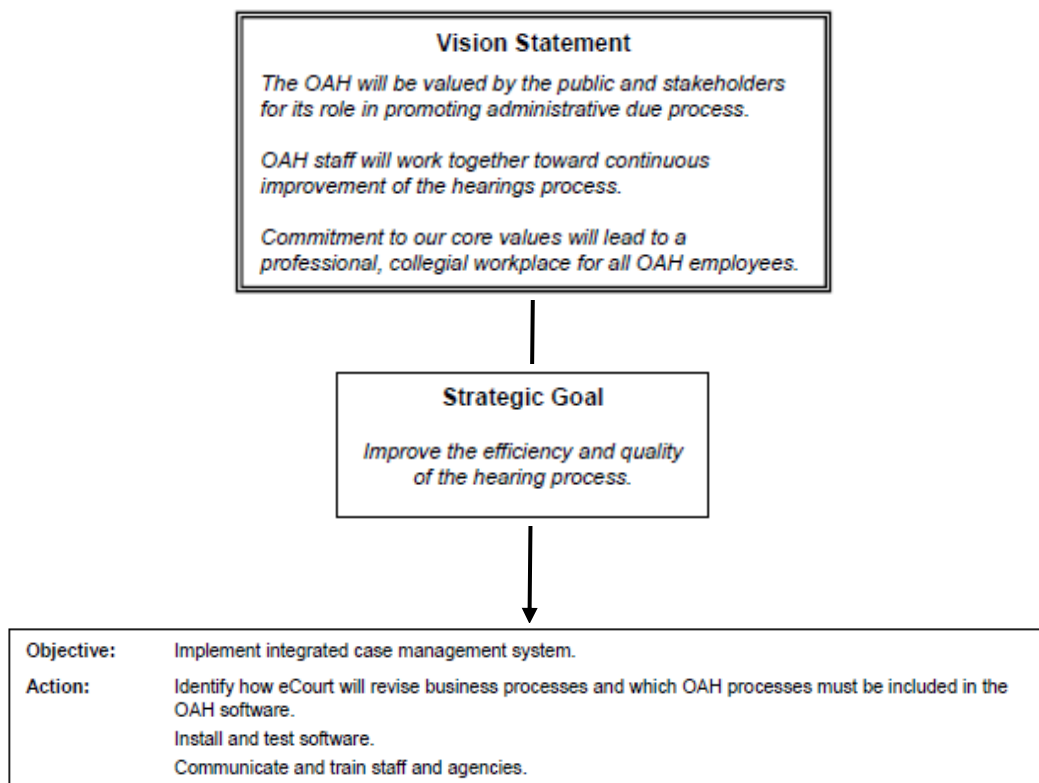 Vision Statement
The OAH will be valued by the public and stakeholders
for its role in promoting administrative due process.
OAH staff will work together toward continuous
improvement of the hearings process.
Commitment to our core values will lead to a
professional, collegial workplace for all OAH employees.
Strategic Goal
Improve the efficiency and quality
of the hearing process.
Objective: Implement integrated case management system.
Action: Identify how eCourt will revise business processes and which OAH processes must be included in the
OAH software.
Install and test software.
Communicate and train staff and agencies.